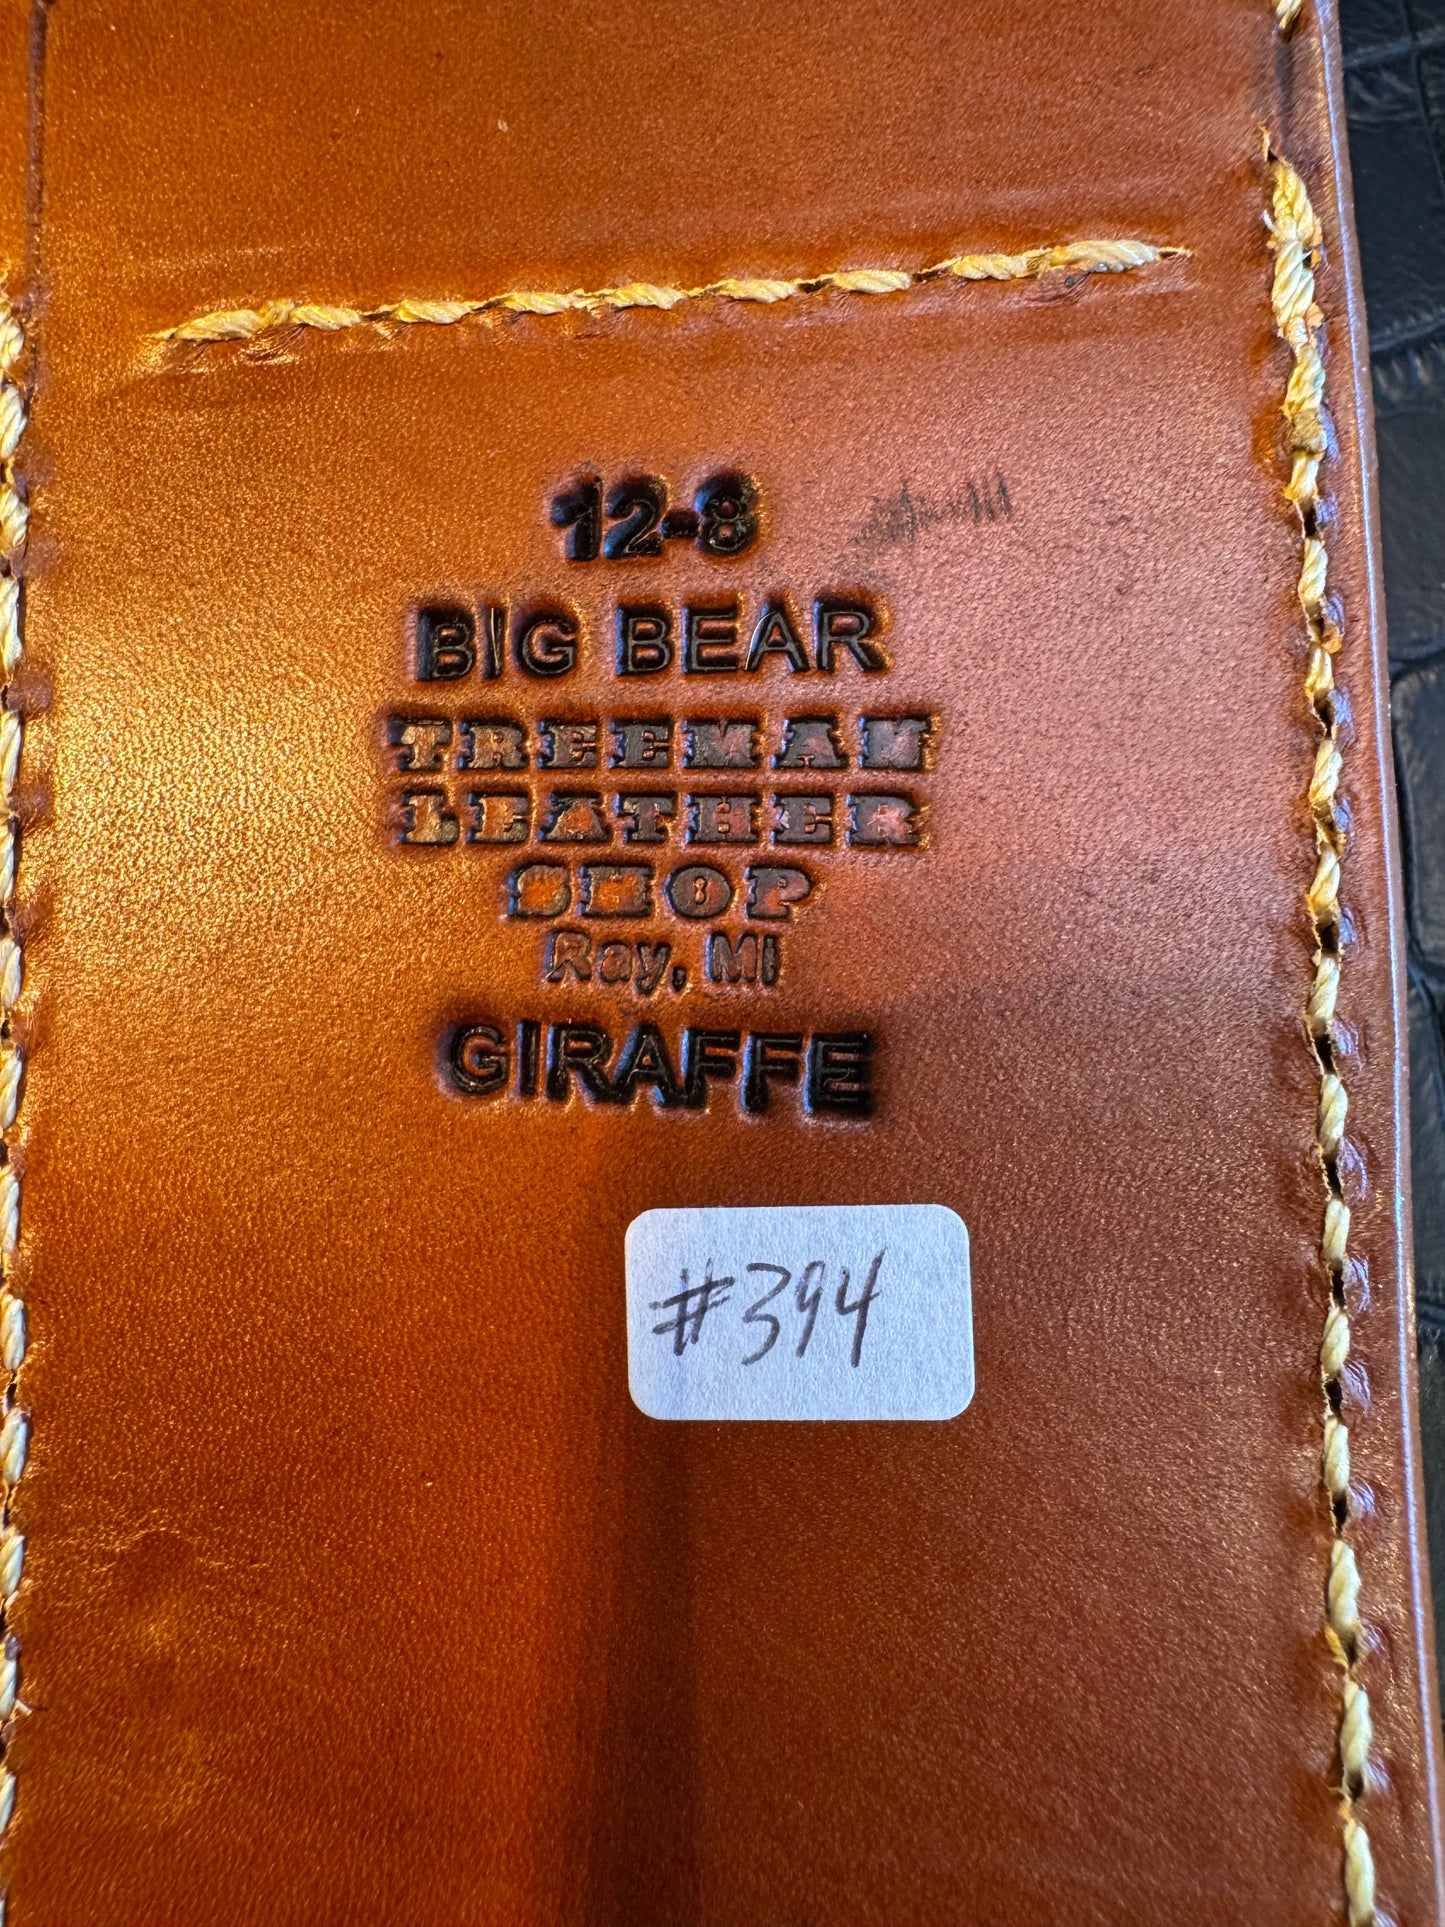 12-8
BIG BEAR
TREEMAN
LEATHER
SHOP
Ray, MI
GIRAFFE
#394